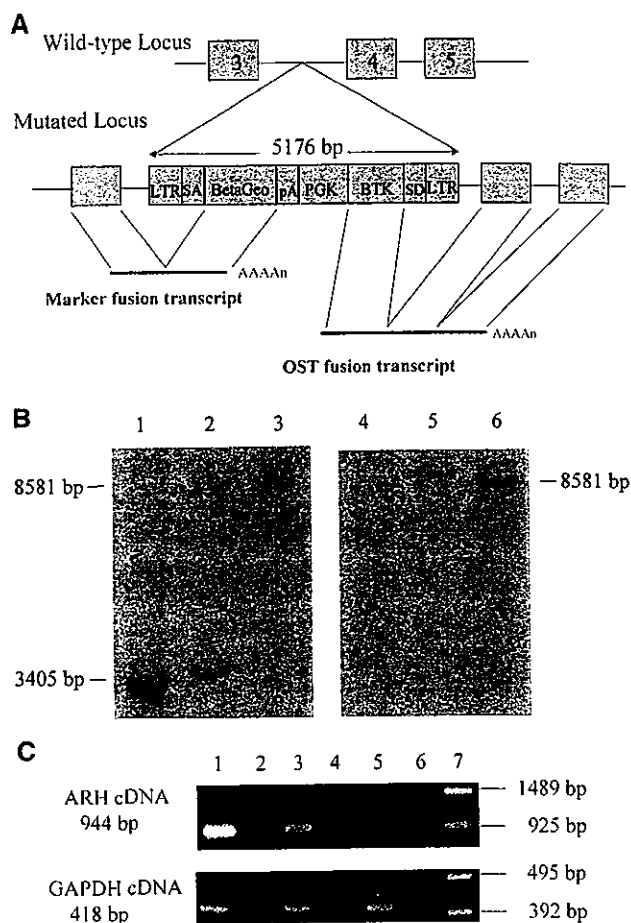 A
Wild-type Locus
3 4 5
Mutated Locus
5176 bp
LTR SA BetaGeo pA PGK BTK SD LTR
AAAAn
Marker fusion transcript
AAAAn
OST fusion transcript
B
1 2 3 4 5 6
8581 bp
8581 bp
3405 bp
C
1 2 3 4 5 6 7
ARH cDNA
944 bp
1489 bp
925 bp
GAPDH cDNA
418 bp
495 bp
392 bp